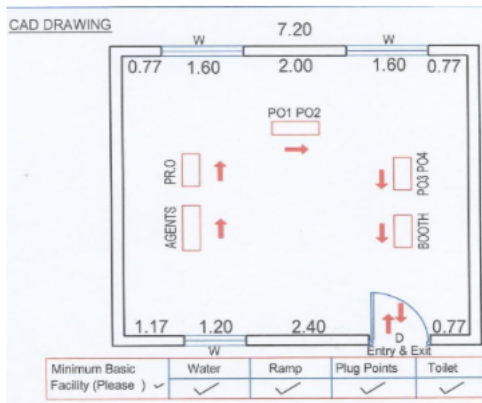 CAD DRAWING
7.20
W
W
0.77 1.60 2.00 1.60 0.77
PO1 PO2
PR.O
PO3 PO4
AGENTS
BOOTH
1.17 1.20 2.40 0.77
D
W
Entry & Exit
Minimum Basic Facility (Please )
Water
Ramp
Plug Points
Toilet